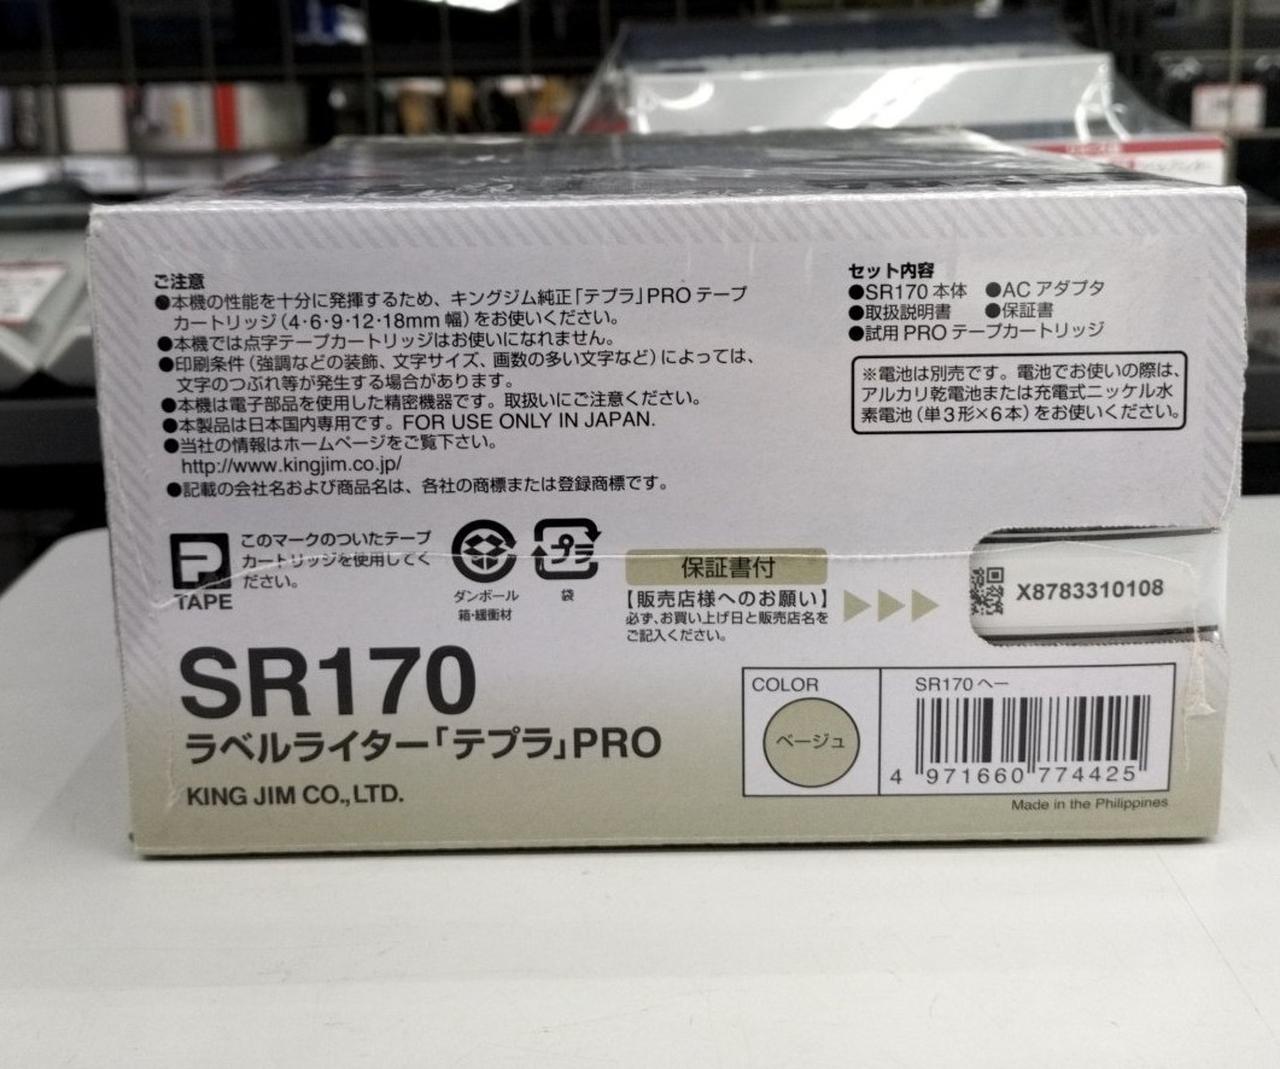 ご注意
●本機の性能を十分に発揮するため、キングジム純正「テプラ」PRO テープ
カートリッジ(4・6・9・12・18mm 幅)をお使いください。
●本機では点字テープカートリッジはお使いになれません。
●印刷条件(強調などの装飾、文字サイズ、画数の多い文字など)によっては、
文字のつぶれ等が発生する場合があります。
●本機は電子部品を使用した精密機器です。取扱いにご注意ください。
●本製品は日本国内専用です。FOR USE ONLY IN JAPAN.
●当社の情報はホームページをご覧下さい。
http://www.kingjim.co.jp/
●記載の会社名および商品名は、各社の商標または登録商標です。
セット内容
●SR170 本体 ●AC アダプタ
●取扱説明書 ●保証書
●試用 PRO テープカートリッジ
※電池は別売です。電池でお使いの際は、
アルカリ乾電池または充電式ニッケル水
素電池(単3形×6本)をお使いください。
TAPE
このマークのついたテープ
カートリッジを使用してく
ださい。
ダンボール
箱・緩衝材
プラ
袋
保証書付
【販売店様へのお願い】
必ず、お買い上げ日と販売店名を
ご記入ください。
X8783310108
SR170
ラベルライター「テプラ」PRO
KING JIM CO.,LTD.
COLOR
ベージュ
SR170 ヘー
4 971660 774425
Made in the Philippines